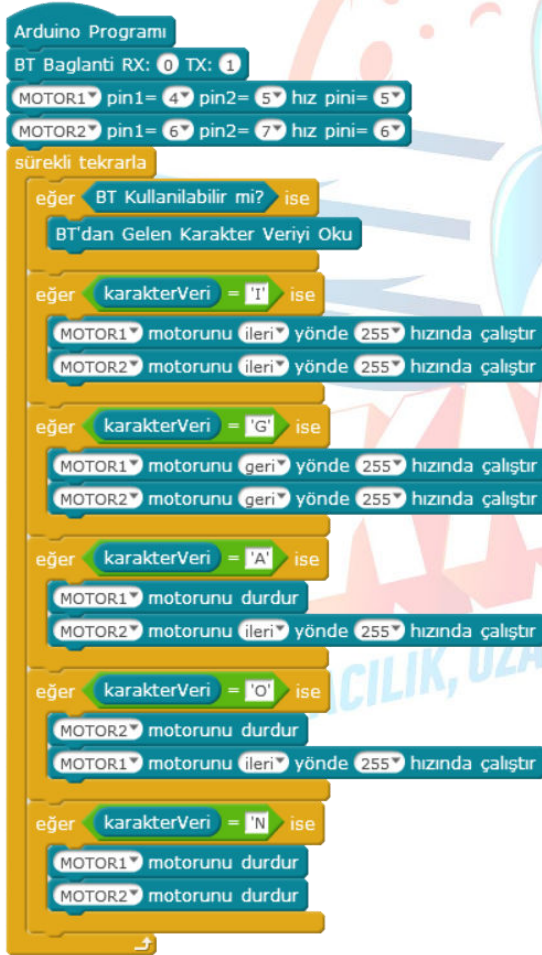 Arduino Programı
BT Baglanti RX: 0 TX: 1
MOTOR1 pin1= 4 pin2= 5 hız pini= 5
MOTOR2 pin1= 6 pin2= 7 hız pini= 6
sürekli tekrarla
eğer BT Kullanilabilir mi? ise
BT'dan Gelen Karakter Veriyi Oku
eğer karakterVeri = 'I' ise
MOTOR1 motorunu ileri yönde 255 hızında çalıştır
MOTOR2 motorunu ileri yönde 255 hızında çalıştır
eğer karakterVeri = 'G' ise
MOTOR1 motorunu geri yönde 255 hızında çalıştır
MOTOR2 motorunu geri yönde 255 hızında çalıştır
eğer karakterVeri = 'A' ise
MOTOR1 motorunu durdur
MOTOR2 motorunu ileri yönde 255 hızında çalıştır
eğer karakterVeri = 'O' ise
MOTOR2 motorunu durdur
MOTOR1 motorunu ileri yönde 255 hızında çalıştır
eğer karakterVeri = 'N ise
MOTOR1 motorunu durdur
MOTOR2 motorunu durdur